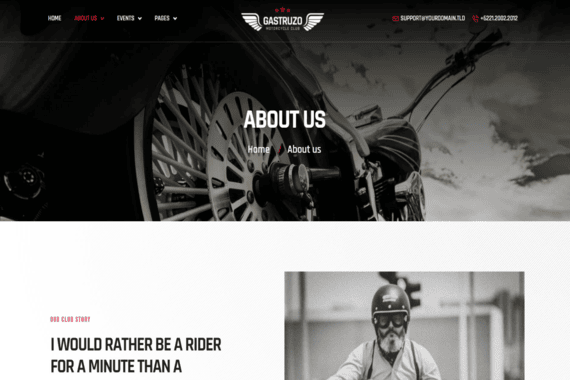 HOME
ABOUT US
EVENTS
PAGES
GASTRUZO
MOTORCYCLE CLUB
SUPPORT@YOURDOMAIN.TLD
+6221.2002.2012
ABOUT US
Home / About us
OUR CLUB STORY
I WOULD RATHER BE A RIDER
FOR A MINUTE THAN A